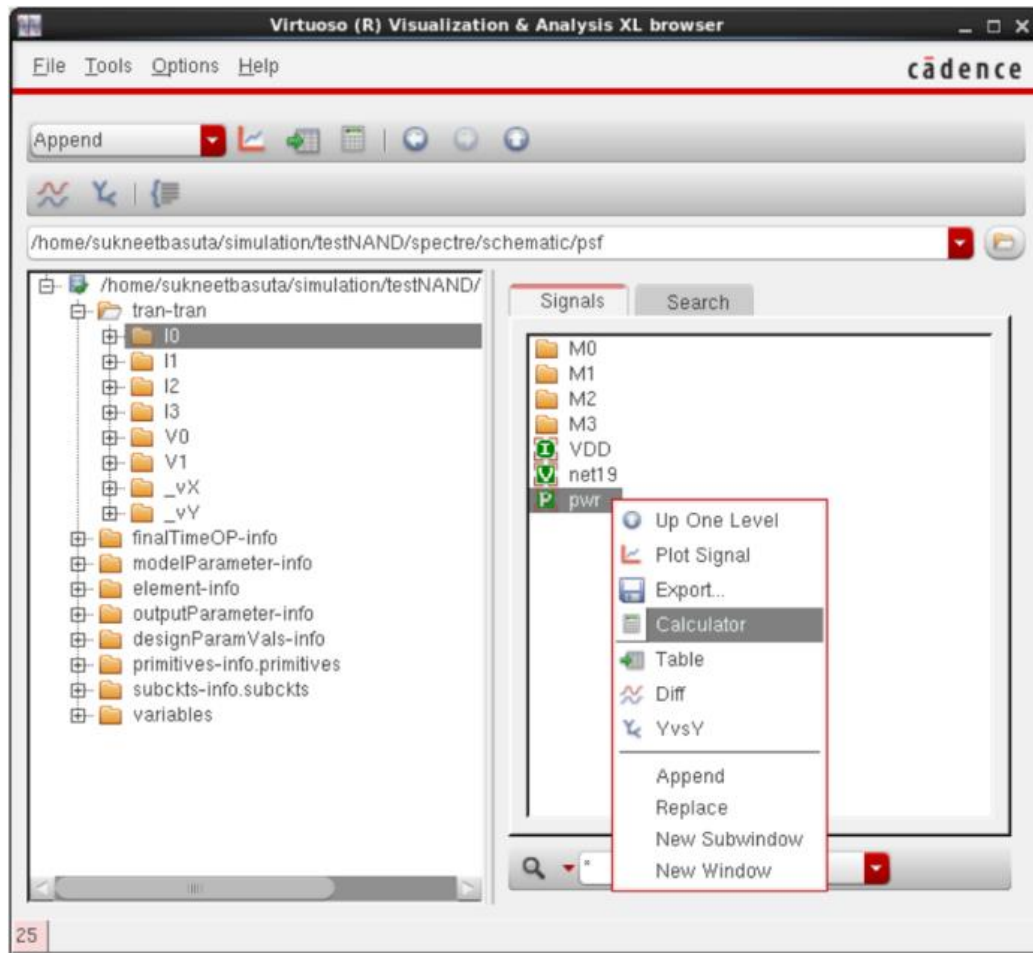 Virtuoso (R) Visualization & Analysis XL browser
File Tools Options Help
cādence
Append
/home/sukneetbasuta/simulation/testNAND/spectre/schematic/psf
/home/sukneetbasuta/simulation/testNAND/
tran-tran
I0
I1
I2
I3
V0
V1
_vX
_vY
finalTimeOP-info
modelParameter-info
element-info
outputParameter-info
designParamVals-info
primitives-info.primitives
subckts-info.subckts
variables
Signals Search
M0
M1
M2
M3
I VDD
V net19
P pwr
Up One Level
Plot Signal
Export...
Calculator
Table
Diff
YvsY
Append
Replace
New Subwindow
New Window
*
25